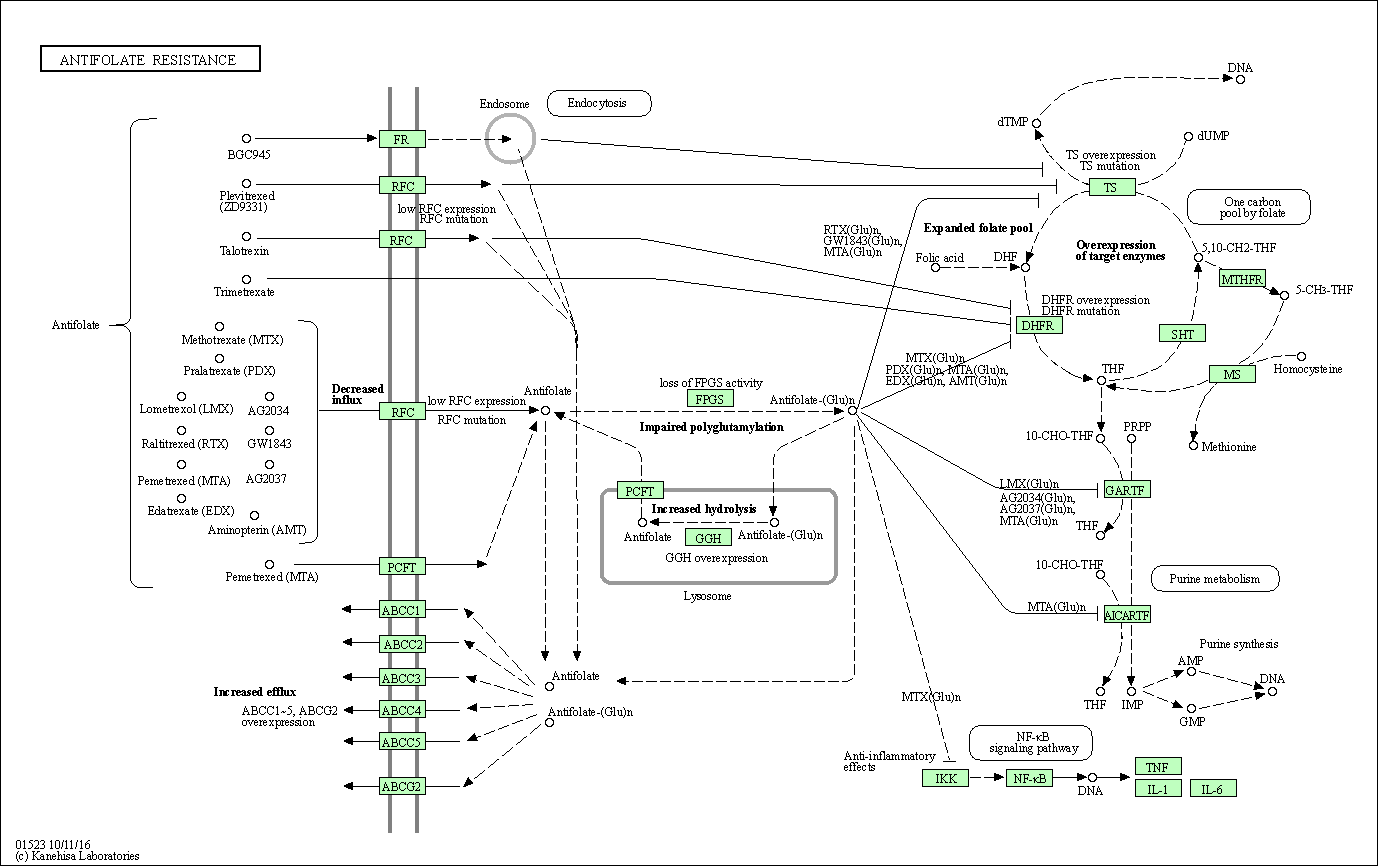 ANTIFOLATE RESISTANCE
Endosome
Endocytosis
DNA
dTMP
dUMP
FR
BGC945
TS overexpression
TS mutation
Plevitrexed
(ZD9331)
RFC
low RFC expression
RFC mutation
TS
One carbon
pool by folate
RTX(Glu)n,
GW1843(Glu)n,
MTA(Glu)n
Expanded folate pool
Overexpression
of target enzymes
Talotrexin
RFC
Folic acid
DHF
5,10-CH2-THF
MTHFR
5-CH3-THF
Trimetrexate
DHFR overexpression
DHFR mutation
DHFR
SHT
Antifolate
Methotrexate (MTX)
Pralatrexate (PDX)
Lometrexol (LMX)
AG2034
Raltitrexed (RTX)
GW1843
Pemetrexed (MTA)
AG2037
Edatrexate (EDX)
Aminopterin (AMT)
Decreased
influx
RFC
low RFC expression
RFC mutation
Antifolate
loss of FPGS activity
FPGS
Impaired polyglutamylation
Antifolate-(Glu)n
MTX(Glu)n
PDX(Glu)n, MTA(Glu)n,
EDX(Glu)n, AMT(Glu)n
THF
MS
Homocysteine
Methionine
10-CHO-THF
PRPP
LMX(Glu)n
AG2034(Glu)n,
AG2037(Glu)n,
MTA(Glu)n
GARTF
THF
PCFT
Increased hydrolysis
Antifolate
GGH
Antifolate-(Glu)n
GGH overexpression
Lysosome
Pemetrexed (MTA)
PCFT
10-CHO-THF
Purine metabolism
MTA(Glu)n
AICARTF
ABCC1
ABCC2
ABCC3
ABCC4
ABCC5
ABCG2
Increased efflux
ABCC1~5, ABCG2
overexpression
Antifolate
Antifolate-(Glu)n
MTX(Glu)n
THF
IMP
Purine synthesis
AMP
GMP
DNA
Anti-inflammatory
effects
NF-κB
signaling pathway
IKK
NF-κB
DNA
TNF
IL-1
IL-6
01523 10/11/16
(c) Kanehisa Laboratories